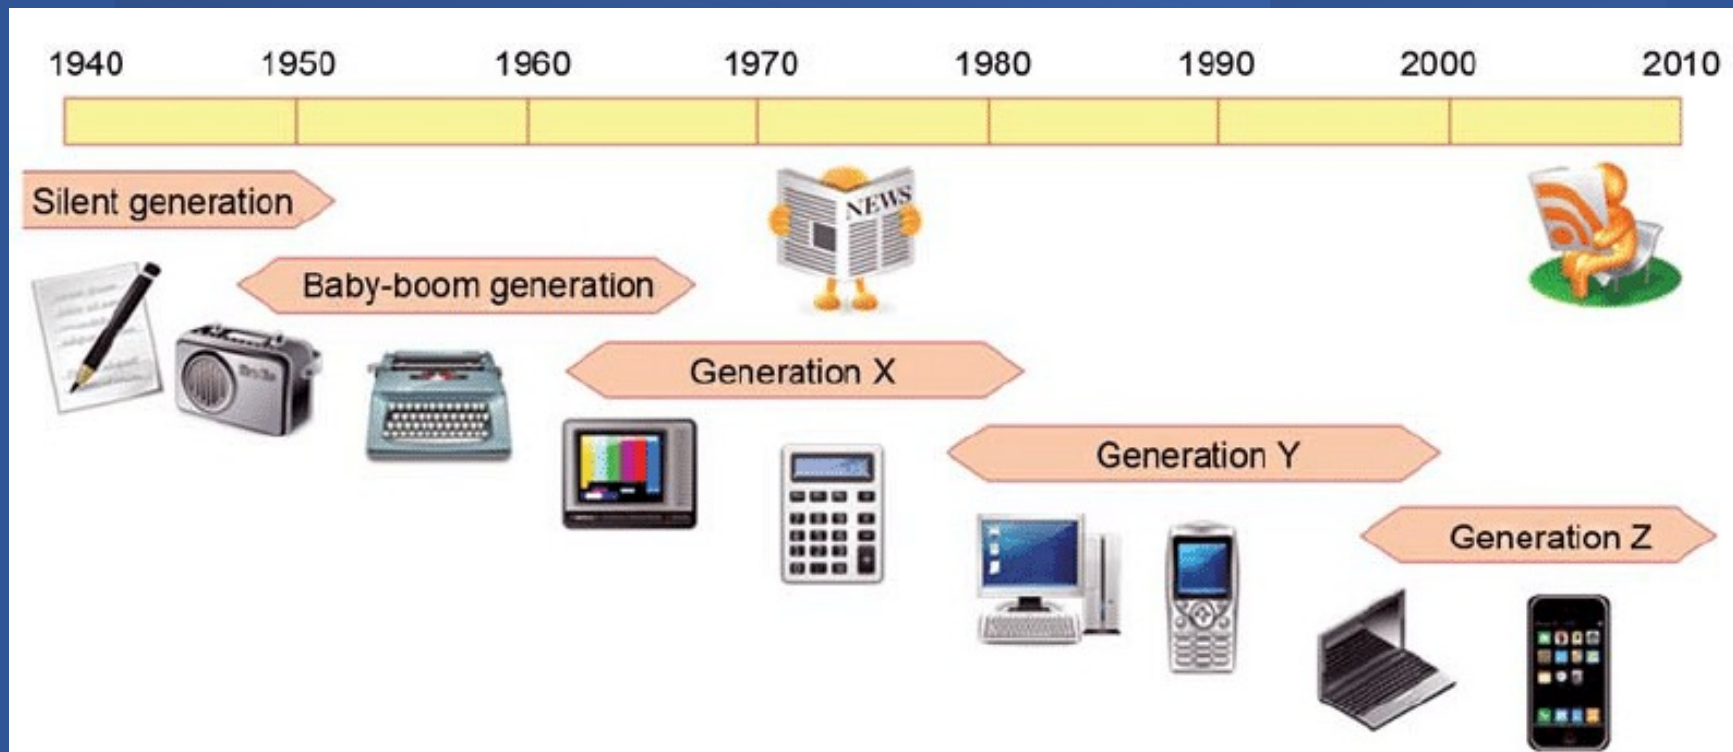 1940 1950 1960 1970 1980 1990 2000 2010
Silent generation
NEWS
Baby-boom generation
Generation X
Generation Y
Generation Z